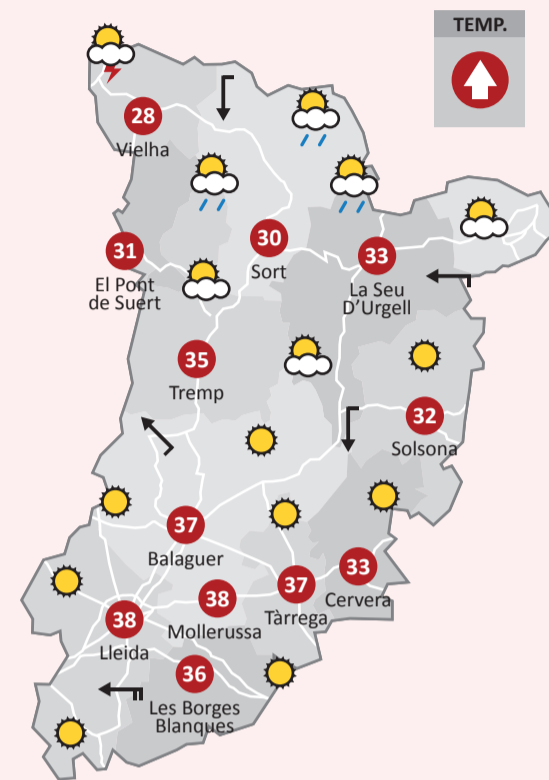 TEMP.
28
Vielha
31
El Pont
de Suert
30
Sort
33
La Seu
D'Urgell
35
Tremp
32
Solsona
37
Balaguer
38
Mollerussa
37
Tàrrega
33
Cervera
38
Lleida
36
Les Borges
Blanques